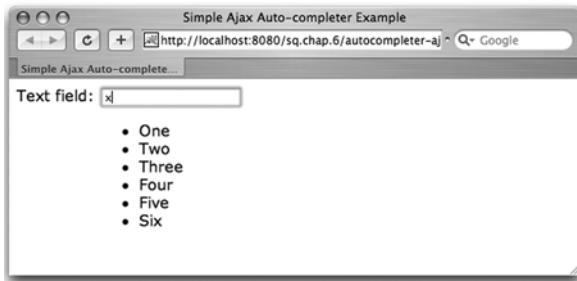 Simple Ajax Auto-completer Example
http://localhost:8080/sq.chap.6/autocompleter-aj
Google
Simple Ajax Auto-complete...
Text field: x
• One
• Two
• Three
• Four
• Five
• Six